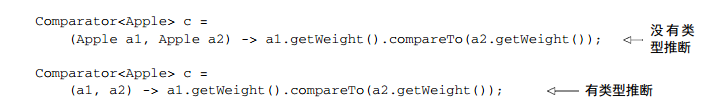 Comparator<Apple> c =
(Apple a1, Apple a2) -> a1.getWeight().compareTo(a2.getWeight());
没有类
型推断
Comparator<Apple> c =
(a1, a2) -> a1.getWeight().compareTo(a2.getWeight());
有类型推断